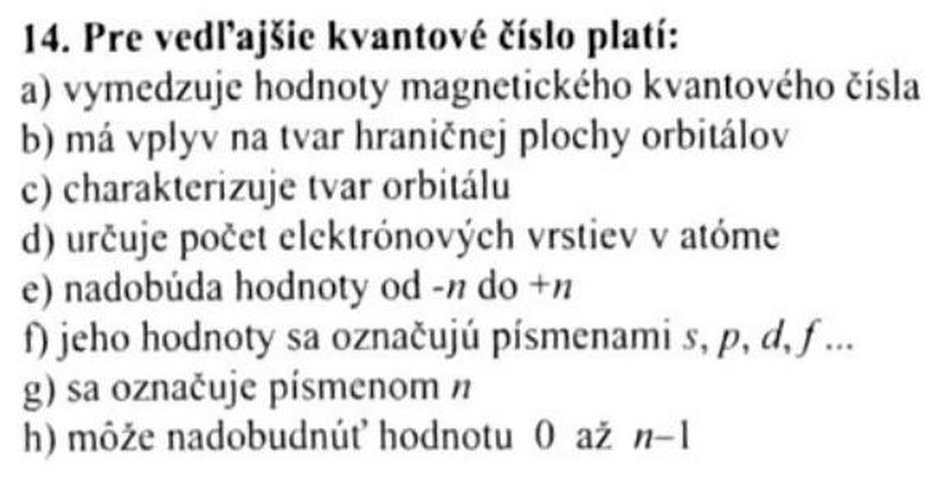 14. Pre vedľajšie kvantové číslo platí:
a) vymedzuje hodnoty magnetického kvantového čísla
b) má vplyv na tvar hraničnej plochy orbitálov
c) charakterizuje tvar orbitálu
d) určuje počet elektrónových vrstiev v atóme
e) nadobúda hodnoty od -n do +n
f) jeho hodnoty sa označujú písmenami s, p, d, f ...
g) sa označuje písmenom n
h) môže nadobudnúť hodnotu 0 až n–1